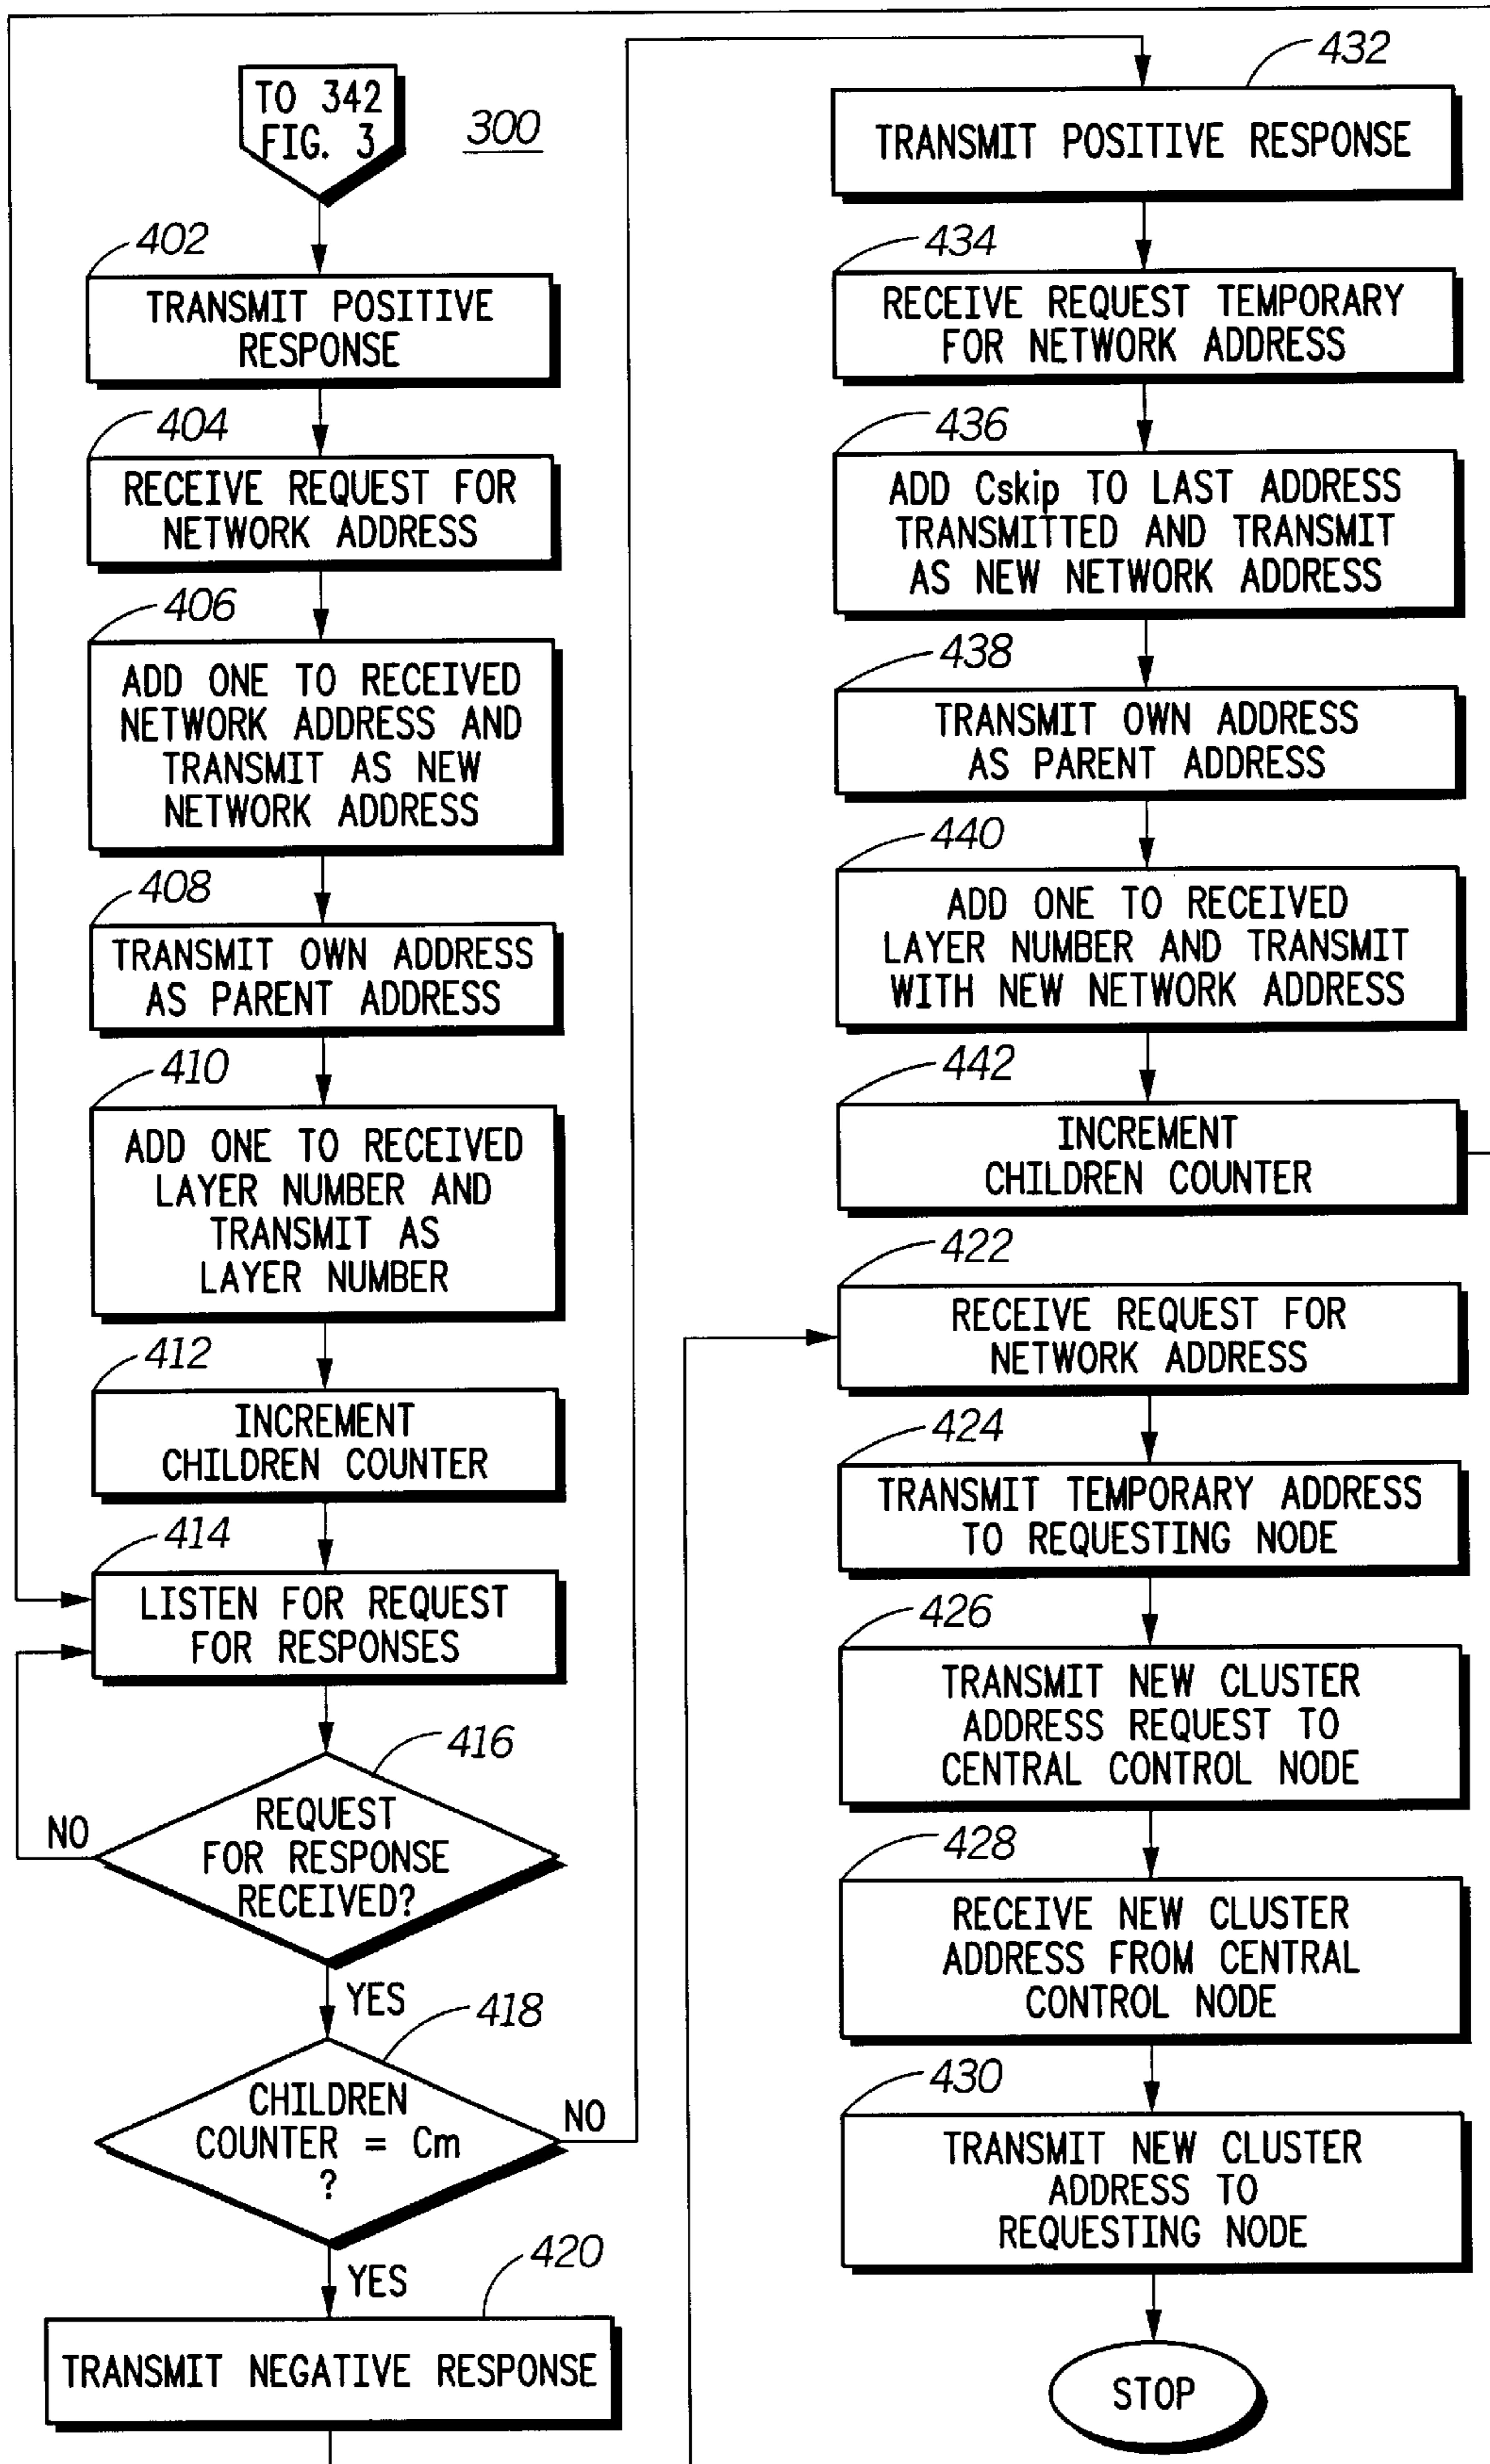 TO 342
FIG. 3
300
402
TRANSMIT POSITIVE
RESPONSE
404
RECEIVE REQUEST FOR
NETWORK ADDRESS
406
ADD ONE TO RECEIVED
NETWORK ADDRESS AND
TRANSMIT AS NEW
NETWORK ADDRESS
408
TRANSMIT OWN ADDRESS
AS PARENT ADDRESS
410
ADD ONE TO RECEIVED
LAYER NUMBER AND
TRANSMIT AS
LAYER NUMBER
412
INCREMENT
CHILDREN COUNTER
414
LISTEN FOR REQUEST
FOR RESPONSES
416
REQUEST
FOR RESPONSE
RECEIVED?
NO
YES
418
CHILDREN
COUNTER = Cm
?
NO
YES
420
TRANSMIT NEGATIVE RESPONSE
432
TRANSMIT POSITIVE RESPONSE
434
RECEIVE REQUEST TEMPORARY
FOR NETWORK ADDRESS
436
ADD Cskip TO LAST ADDRESS
TRANSMITTED AND TRANSMIT
AS NEW NETWORK ADDRESS
438
TRANSMIT OWN ADDRESS
AS PARENT ADDRESS
440
ADD ONE TO RECEIVED
LAYER NUMBER AND TRANSMIT
WITH NEW NETWORK ADDRESS
442
INCREMENT
CHILDREN COUNTER
422
RECEIVE REQUEST FOR
NETWORK ADDRESS
424
TRANSMIT TEMPORARY ADDRESS
TO REQUESTING NODE
426
TRANSMIT NEW CLUSTER
ADDRESS REQUEST TO
CENTRAL CONTROL NODE
428
RECEIVE NEW CLUSTER
ADDRESS FROM CENTRAL
CONTROL NODE
430
TRANSMIT NEW CLUSTER
ADDRESS TO
REQUESTING NODE
STOP